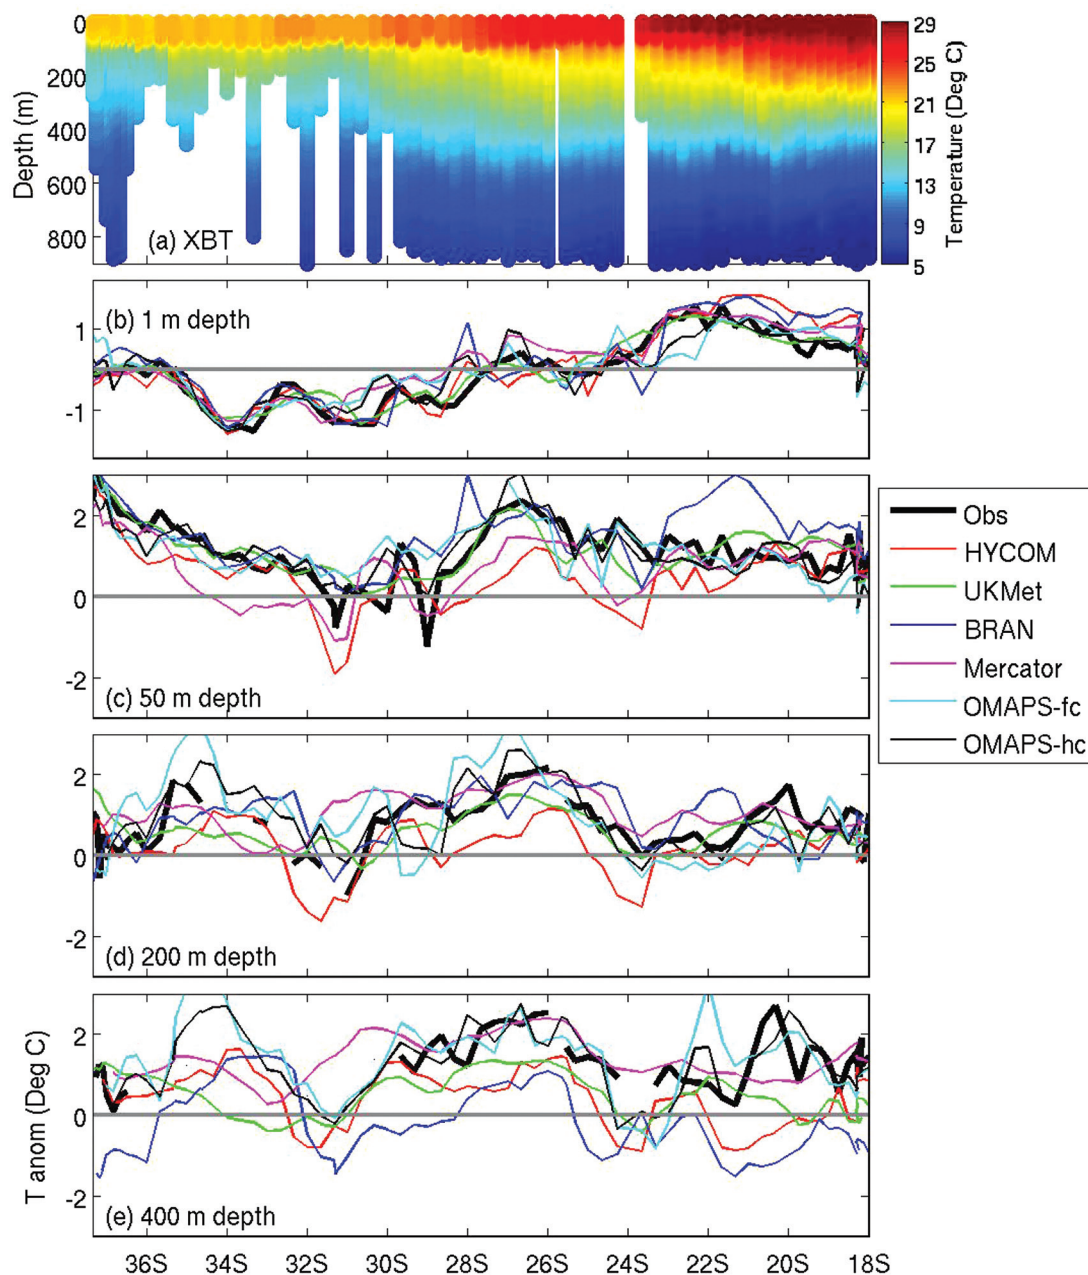 0
200
400
600
800
Depth (m)
(a) XBT
29
25
21
17
13
9
5
Temperature (Deg C)
(b) 1 m depth
1
-1
(c) 50 m depth
2
0
-2
Obs
HYCOM
UKMet
BRAN
Mercator
OMAPS-fc
OMAPS-hc
(d) 200 m depth
2
0
-2
T anom (Deg C)
2
0
-2
(e) 400 m depth
36S 34S 32S 30S 28S 26S 24S 22S 20S 18S